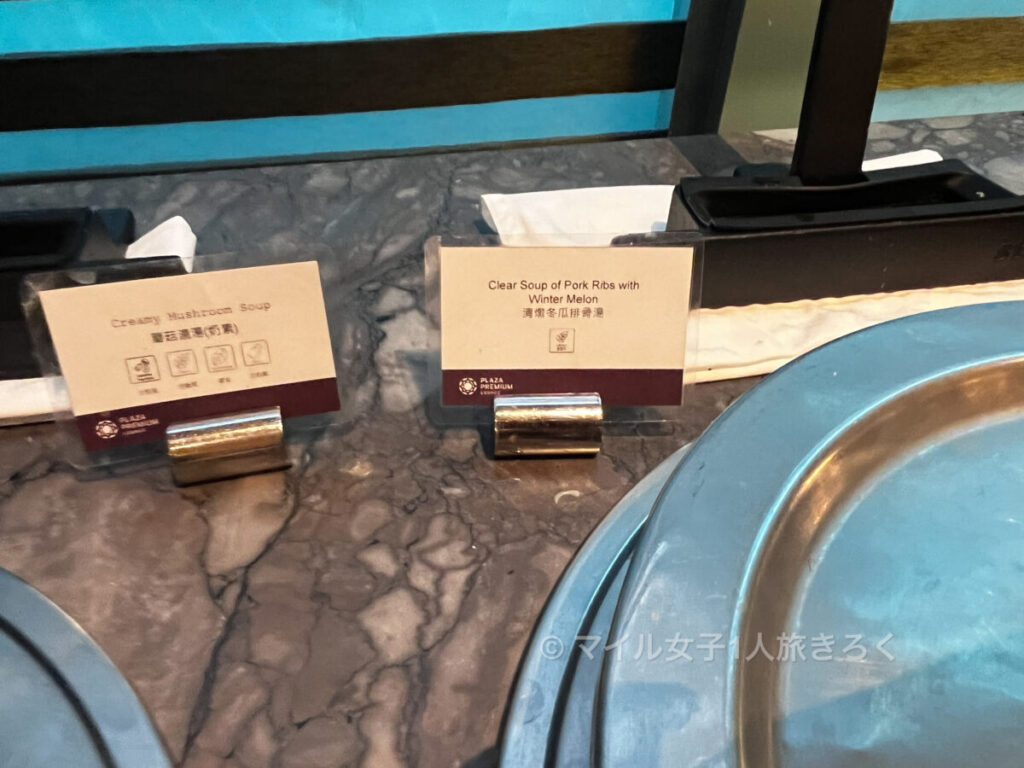 Creamy Mushroom Soup
蘑菇濃湯(奶素)
PLAZA
PREMIUM
LOUNGE
Clear Soup of Pork Ribs with
Winter Melon
清燉冬瓜排骨湯
PLAZA
PREMIUM
LOUNGE
© マイル女子1人旅きろく